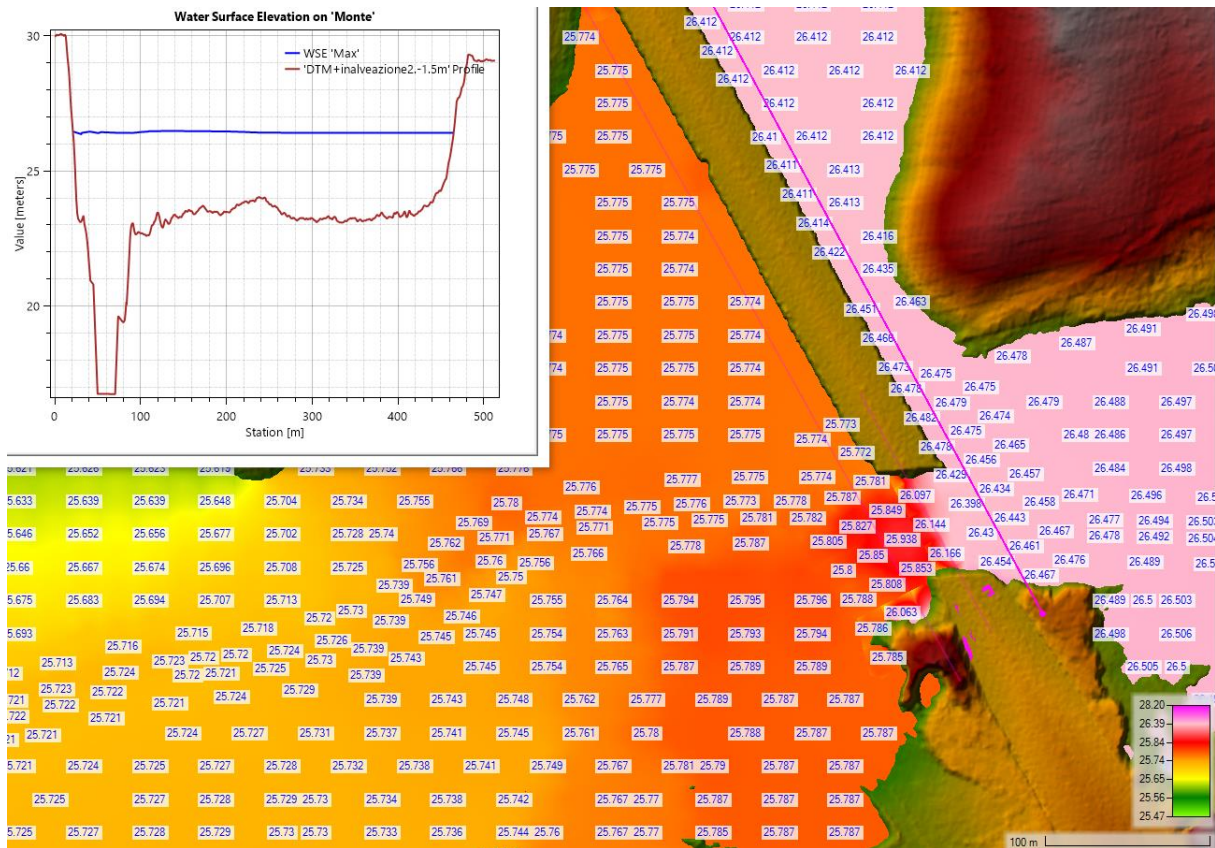 Water Surface Elevation on 'Monte'
30
25
20
Value [meters]
WSE 'Max'
'DTM+inalveazione2.-1.5m' Profile
0 100 200 300 400 500
Station [m]
26.412
25.774 26.412 26.412 26.412
26.412
25.775 26.412 26.412 26.412
26.412
25.775 26.412 26.412 26.412
25.775 26.41 26.412 26.412
25.775 25.775 26.411 26.413
25.775 25.775 26.411 26.413
26.414
25.775 25.774 26.416
26.422
25.775 25.775 26.435
25.775 25.775 25.774 26.463
26.451
25.775 25.775 25.774 26.466 26.487 26.491
26.478
25.775 25.775 25.774 26.473 26.475 26.491
26.478 26.475
25.775 25.774 25.774 26.479 26.479 26.488 26.497
25.773 26.482 26.474
25.775 25.775 25.775 25.774 26.475 26.48 26.486 26.497
26.478 26.465
25.772 26.456
25.777 25.775 25.774 25.781 26.429 26.457 26.484 26.498
25.776 26.434
25.633 25.639 25.639 25.648 25.704 25.734 25.755 25.78 25.775 25.776 25.773 25.778 25.787 26.097 26.398 26.458 26.471 26.496
25.774 25.849
25.769 25.774 25.771 25.775 25.775 25.781 25.782 25.827 26.144 26.443 26.477 26.494
25.646 25.652 25.656 25.677 25.702 25.728 25.74 25.762 25.771 25.767 25.778 25.787 25.805 25.938 26.43 26.461 26.467 26.478 26.492
25.766 25.85 26.166
25.66 25.667 25.674 25.696 25.708 25.725 25.756 25.76 25.756 25.8 25.853 26.454 26.476 26.489
25.739 25.761 25.75 25.808 26.467
25.675 25.683 25.694 25.707 25.713 25.749 25.747 25.755 25.764 25.794 25.795 25.796 25.788 26.489 26.5 26.503
25.72 25.73 25.739 25.746 26.063
25.693 25.715 25.718 25.726 25.745 25.745 25.754 25.763 25.791 25.793 25.794 25.786 26.498 26.506
25.716 25.72 25.72 25.724 25.739
25.713 25.723 25.73 25.743 25.785
25.724 25.72 25.721 25.725 25.739 25.745 25.754 25.765 25.787 25.789 25.789 26.505 26.5
25.723 25.722 25.724 25.729
25.722 25.721 25.739 25.743 25.748 25.762 25.777 25.789 25.787 25.787
25.721 25.724 25.727 25.731 25.737 25.741 25.745 25.761 25.78 25.788 25.787 25.787
25.721 25.724 25.725 25.727 25.728 25.732 25.738 25.741 25.749 25.767 25.781 25.79 25.787 25.787
25.725 25.727 25.728 25.729 25.73 25.734 25.738 25.742 25.767 25.77 25.787 25.787 25.787
25.725 25.727 25.728 25.729 25.73 25.73 25.733 25.736 25.744 25.76 25.767 25.77 25.785 25.787 25.787
28.20
26.39
25.84
25.74
25.65
25.56
25.47
100 m